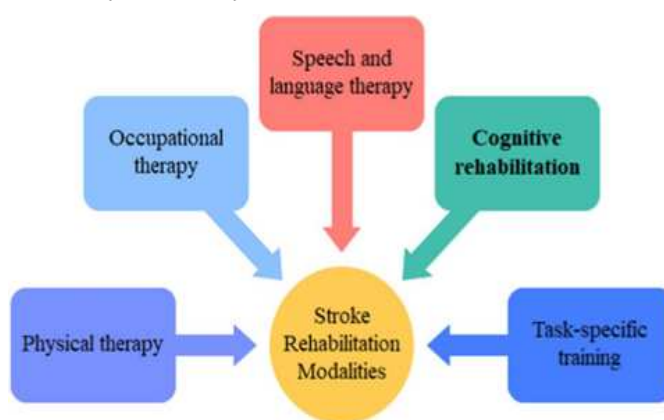 Speech and
language therapy
Occupational
therapy
Cognitive
rehabilitation
Physical therapy
Stroke
Rehabilitation
Modalities
Task-specific
training